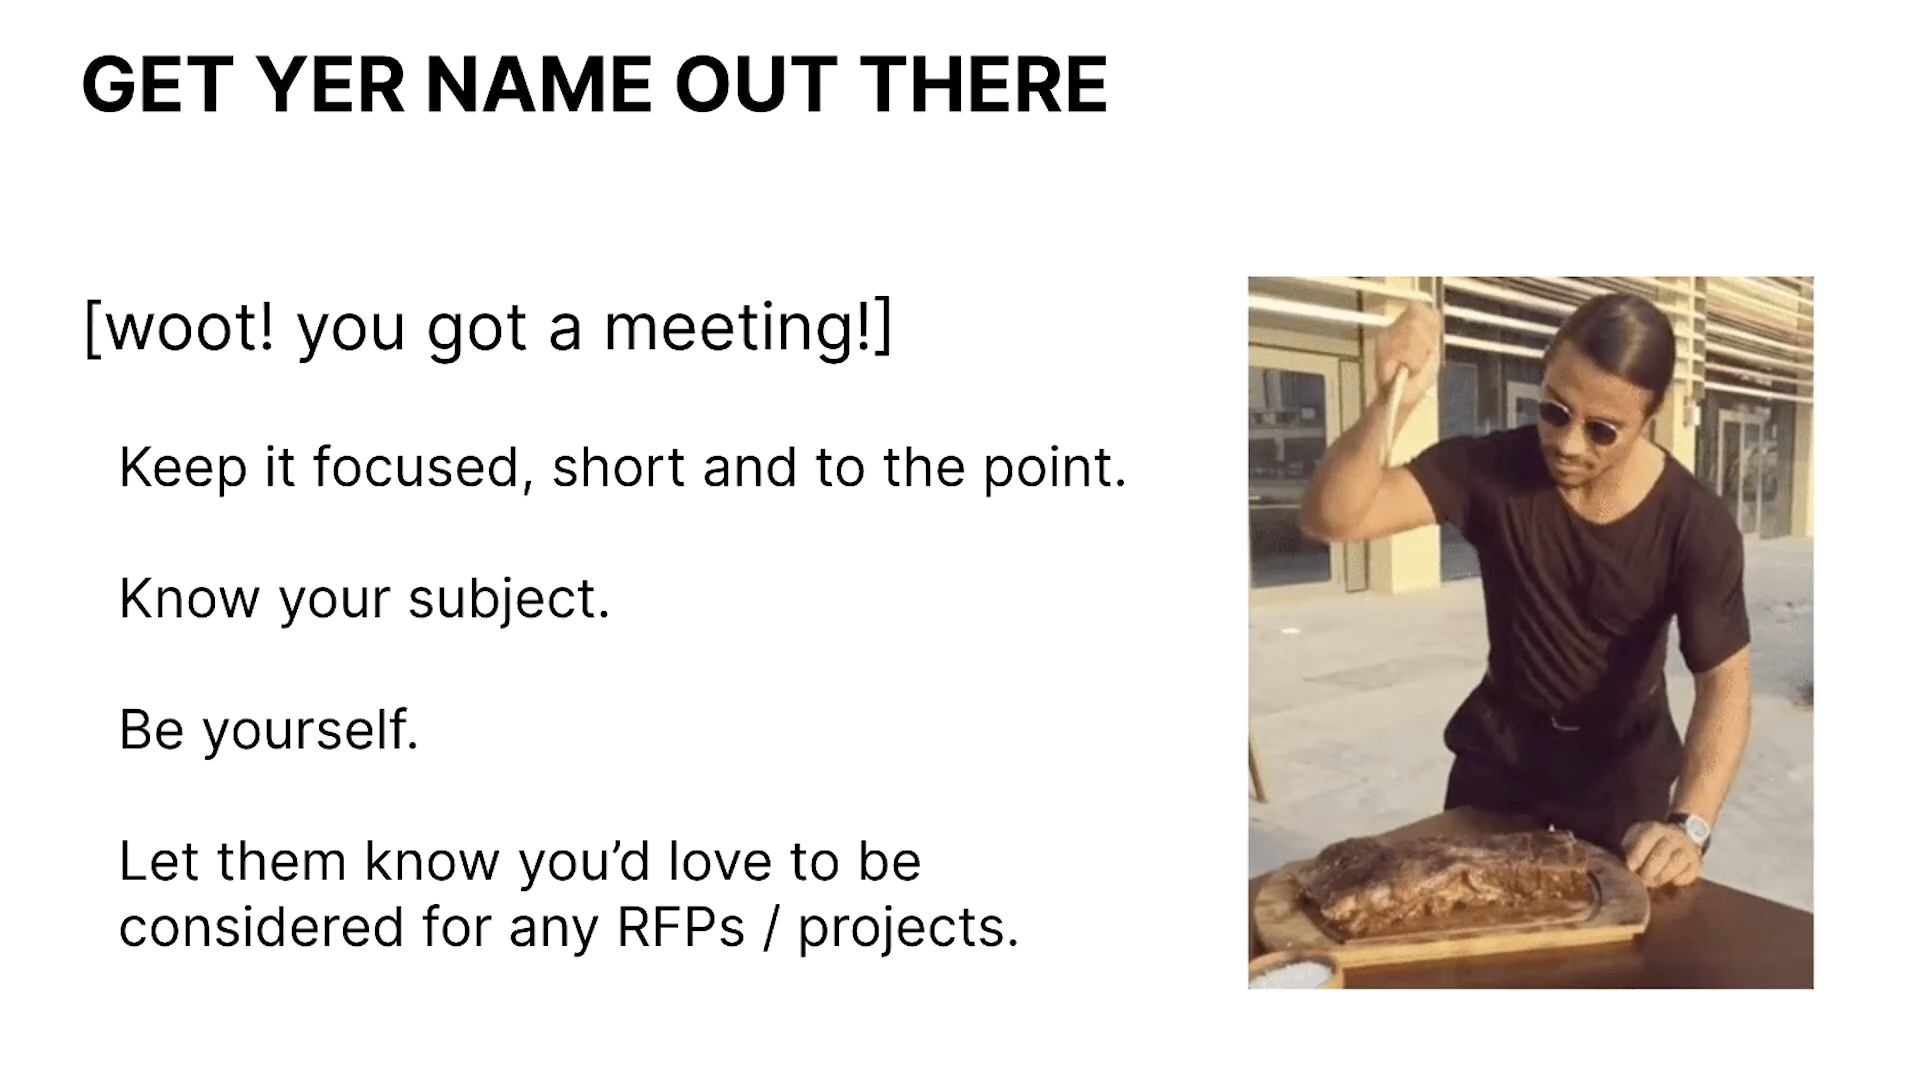 GET YER NAME OUT THERE
[woot! you got a meeting!]
Keep it focused, short and to the point.
Know your subject.
Be yourself.
Let them know you’d love to be
considered for any RFPs / projects.